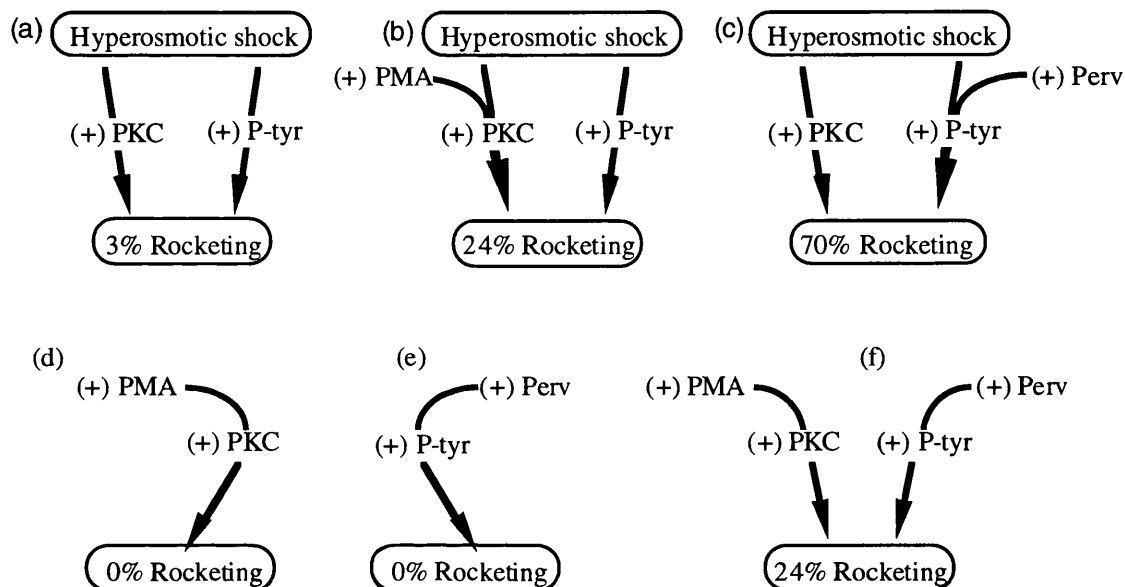 (a) Hyperosmotic shock
(+) PKC (+) P-tyr
3% Rocketing
(b) Hyperosmotic shock
(+) PMA
(+) PKC (+) P-tyr
24% Rocketing
(c) Hyperosmotic shock
(+) Perv
(+) PKC (+) P-tyr
70% Rocketing
(d)
(+) PMA
(+) PKC
0% Rocketing
(e)
(+) Perv
(+) P-tyr
0% Rocketing
(f)
(+) PMA (+) Perv
(+) PKC (+) P-tyr
24% Rocketing